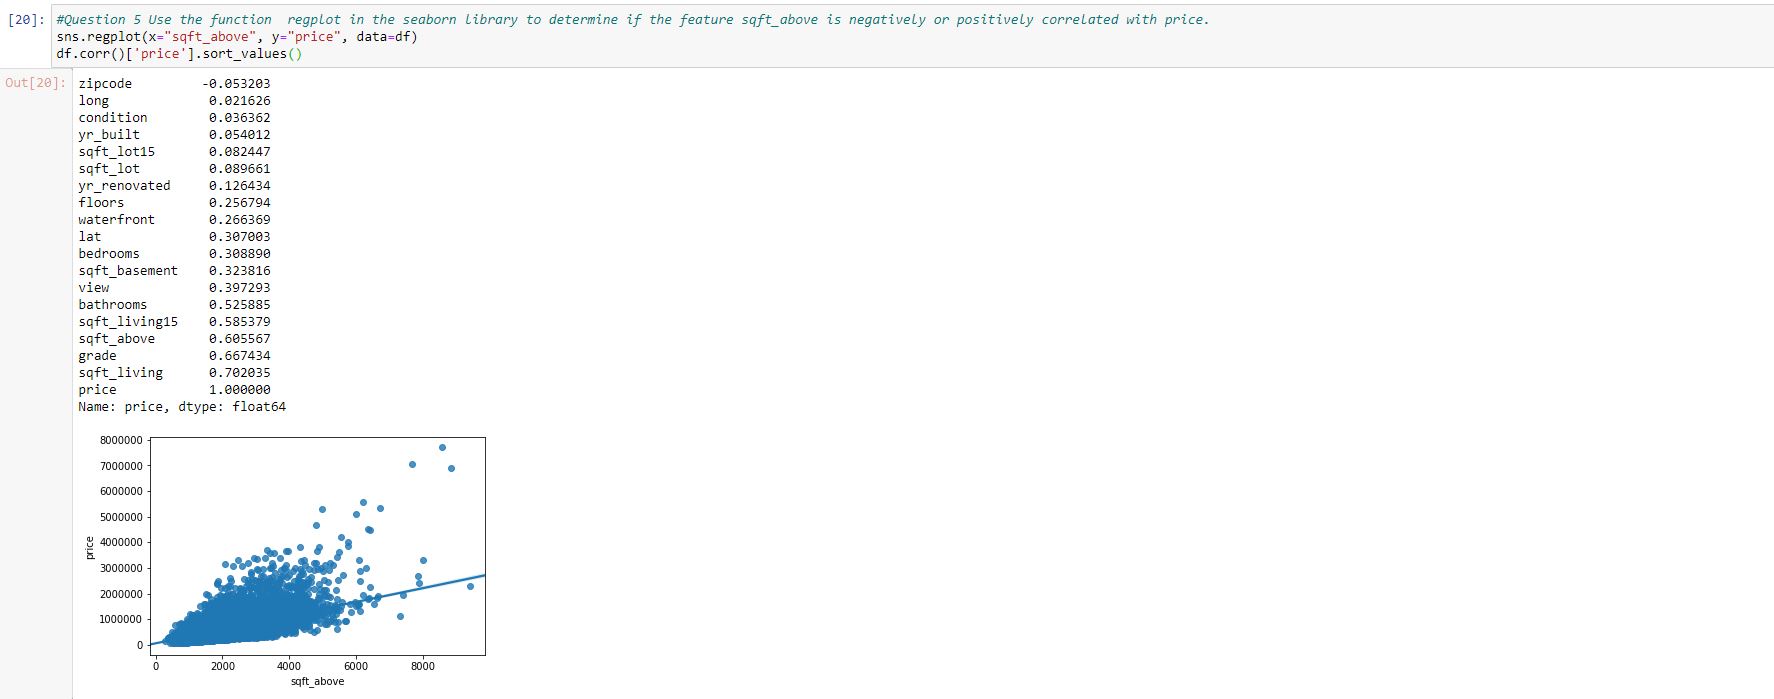 [20]: #Question 5 Use the function  regplot in the seaborn library to determine if the feature sqft_above is negatively or positively correlated with price.
sns.regplot(x="sqft_above", y="price", data=df)
df.corr()['price'].sort_values()
Out[20]: zipcode         -0.053203
long             0.021626
condition        0.036362
yr_built         0.054012
sqft_lot15       0.082447
sqft_lot         0.089661
yr_renovated     0.126434
floors           0.256794
waterfront       0.266369
lat              0.307003
bedrooms         0.308890
sqft_basement    0.323816
view             0.397293
bathrooms        0.525885
sqft_living15    0.585379
sqft_above       0.605567
grade            0.667434
sqft_living      0.702035
price            1.000000
Name: price, dtype: float64
8000000
7000000
6000000
5000000
4000000
3000000
2000000
1000000
0
price
0 2000 4000 6000 8000
sqft_above